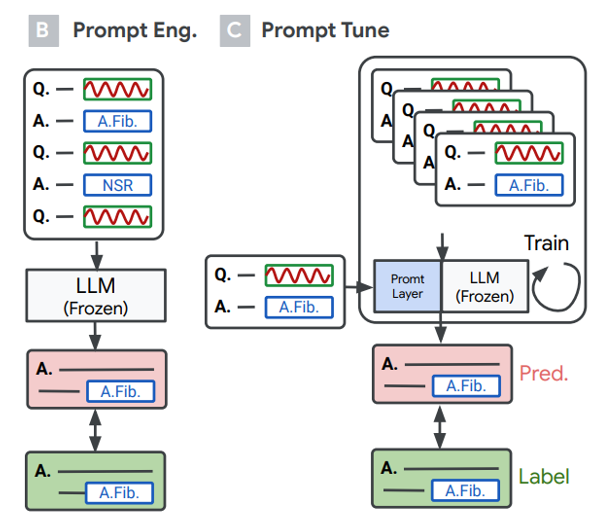 B Prompt Eng.
C Prompt Tune
Q.
A. A.Fib.
Q.
A. NSR
Q.
LLM
(Frozen)
A.
A.Fib.
A.
A.Fib.
Q.
A
Q.
A
Q.
A
Q.
A. A.Fib.
Train
Q.
A. A.Fib.
Promt
Layer
LLM
(Frozen)
A.
A.Fib.
Pred.
A.
A.Fib.
Label